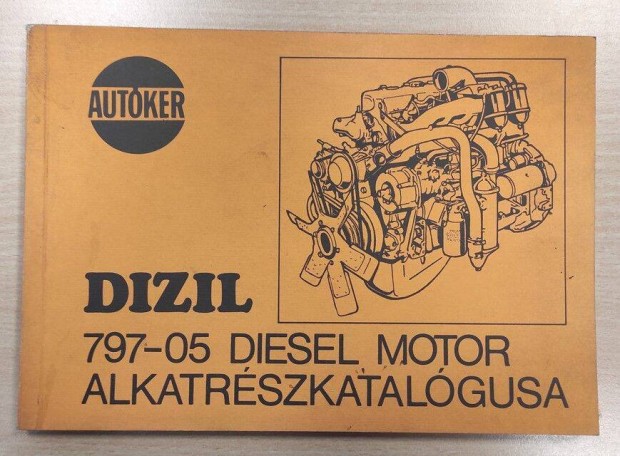 AUTÓKER
DIZIL
797-05 DIESEL MOTOR
ALKATRÉSZKATALÓGUSA